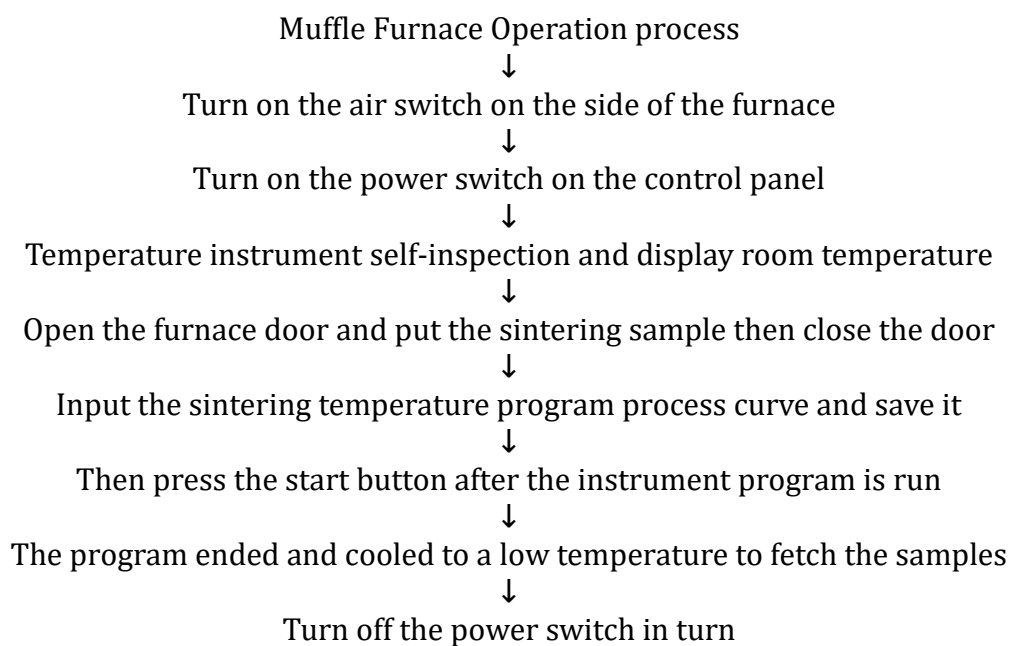 Muffle Furnace Operation process
↓
Turn on the air switch on the side of the furnace
↓
Turn on the power switch on the control panel
↓
Temperature instrument self-inspection and display room temperature
↓
Open the furnace door and put the sintering sample then close the door
↓
Input the sintering temperature program process curve and save it
↓
Then press the start button after the instrument program is run
↓
The program ended and cooled to a low temperature to fetch the samples
↓
Turn off the power switch in turn